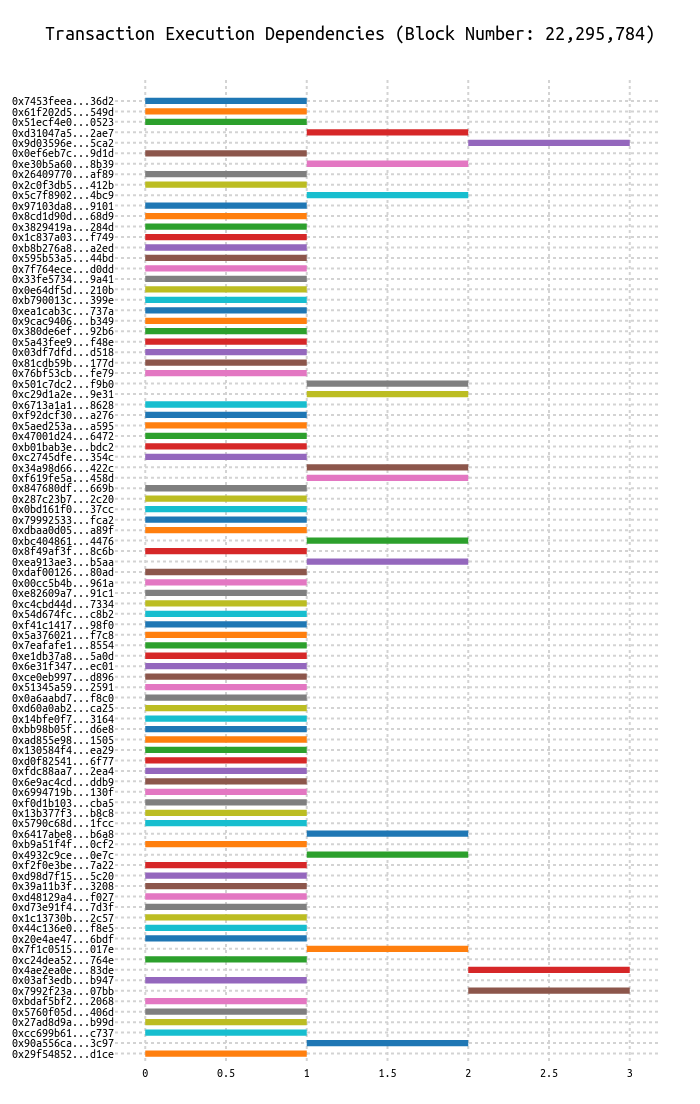 Transaction Execution Dependencies (Block Number: 22,295,784)
0x7453feea...36d2
0x61f202d5...549d
0x51ecf4e0...0523
0xd31047a5...2ae7
0x9d03596e...5ca2
0x0ef6eb7c...9d1d
0xe30b5a60...8b39
0x26409770...af89
0x2c0f3db5...412b
0x5c7f8902...4bc9
0x97103da8...9101
0x8cd1d90d...68d9
0x3829419a...284d
0x1c837a03...f749
0xb8b276a8...a2ed
0x595b53a5...44bd
0x7f764ece...d0dd
0x33fe5734...9a41
0x0e64df5d...210b
0xb790013c...399e
0xea1cab3c...737a
0x9cac9406...b349
0x380de6ef...92b6
0x5a43fee9...f48e
0x03df7dfd...d518
0x81cdb59b...177d
0x76bf53cb...fe79
0x501c7dc2...f9b0
0xc29d1a2e...9e31
0x6713a1a1...8628
0xf92dcf30...a276
0x5aed253a...a595
0x47001d24...6472
0xb01bab3e...bdc2
0xc2745dfe...354c
0x34a98d66...422c
0xf619fe5a...458d
0x847680df...669b
0x287c23b7...2c20
0x0bd161f0...37cc
0x79992533...fca2
0xdbaa0d05...a89f
0xbc404861...4476
0x8f49af3f...8c6b
0xea913ae3...b5aa
0xdaf00126...80ad
0x00cc5b4b...961a
0xe82609a7...91c1
0xc4cbd44d...7334
0x54d674fc...c8b2
0xf41c1417...98f0
0x5a376021...f7c8
0x7eafafe1...8554
0xe1db37a8...5a0d
0x6e31f347...ec01
0xce0eb997...d896
0x51345a59...2591
0x0a6aabd7...f8c0
0xd60a0ab2...ca25
0x14bfe0f7...3164
0xbb98b05f...d6e8
0xad855e98...1505
0x130584f4...ea29
0xd0f82541...6f77
0xfdc88aa7...2ea4
0x6e9ac4cd...ddb9
0x6994719b...130f
0xf0d1b103...cba5
0x13b377f3...b8c8
0x5790c68d...1fcc
0x6417abe8...b6a8
0xb9a51f4f...0cf2
0x4932c9ce...0e7c
0xf2f0e3be...7a22
0xd98d7f15...5c20
0x39a11b3f...3208
0xd48129a4...f027
0xd73e91f4...7d3f
0x1c13730b...2c57
0x44c136e0...f8e5
0x20e4ae47...6bdf
0x7f1c0515...017e
0xc24dea52...764e
0x4ae2ea0e...83de
0x03af3edb...b947
0x7992f23a...07bb
0xbdaf5bf2...2068
0x5760f05d...406d
0x27ad8d9a...b99d
0xcc699b61...c737
0x90a556ca...3c97
0x29f54852...d1ce
0 0.5 1 1.5 2 2.5 3